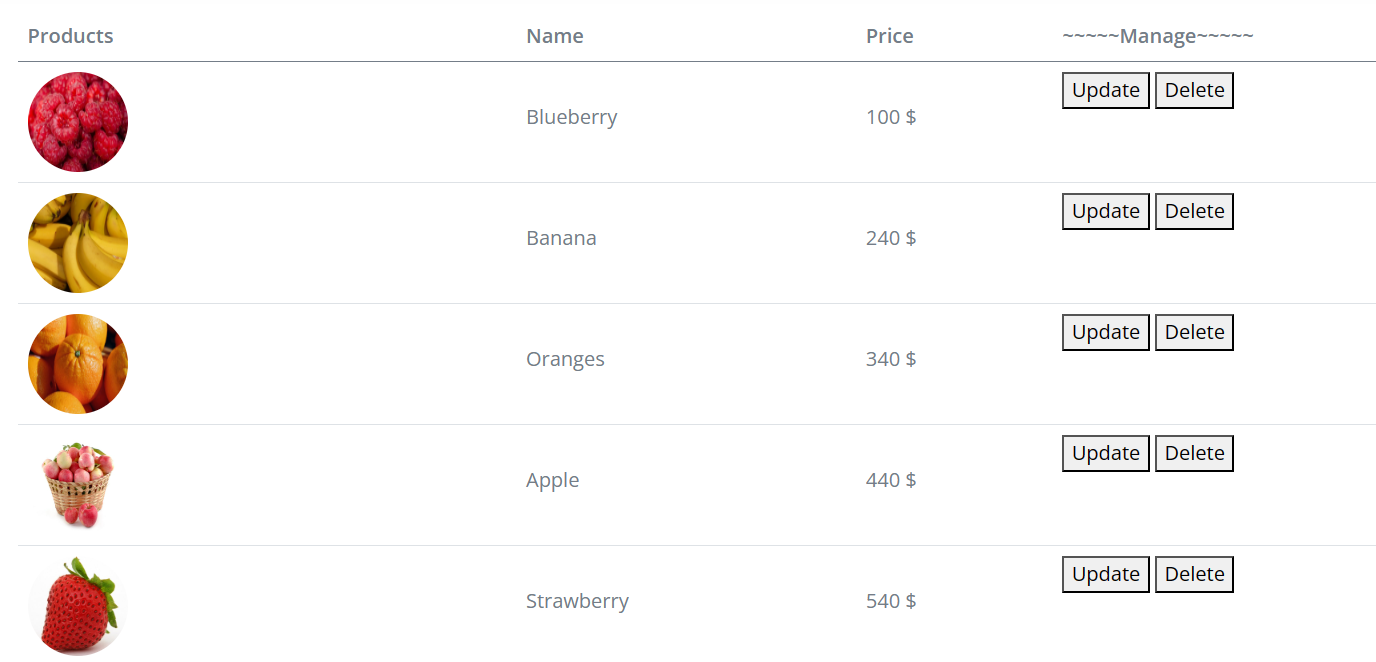 Products Name Price ~~~~~Manage~~~~~
Update Delete
Blueberry 100 $
Update Delete
Banana 240 $
Update Delete
Oranges 340 $
Update Delete
Apple 440 $
Update Delete
Strawberry 540 $